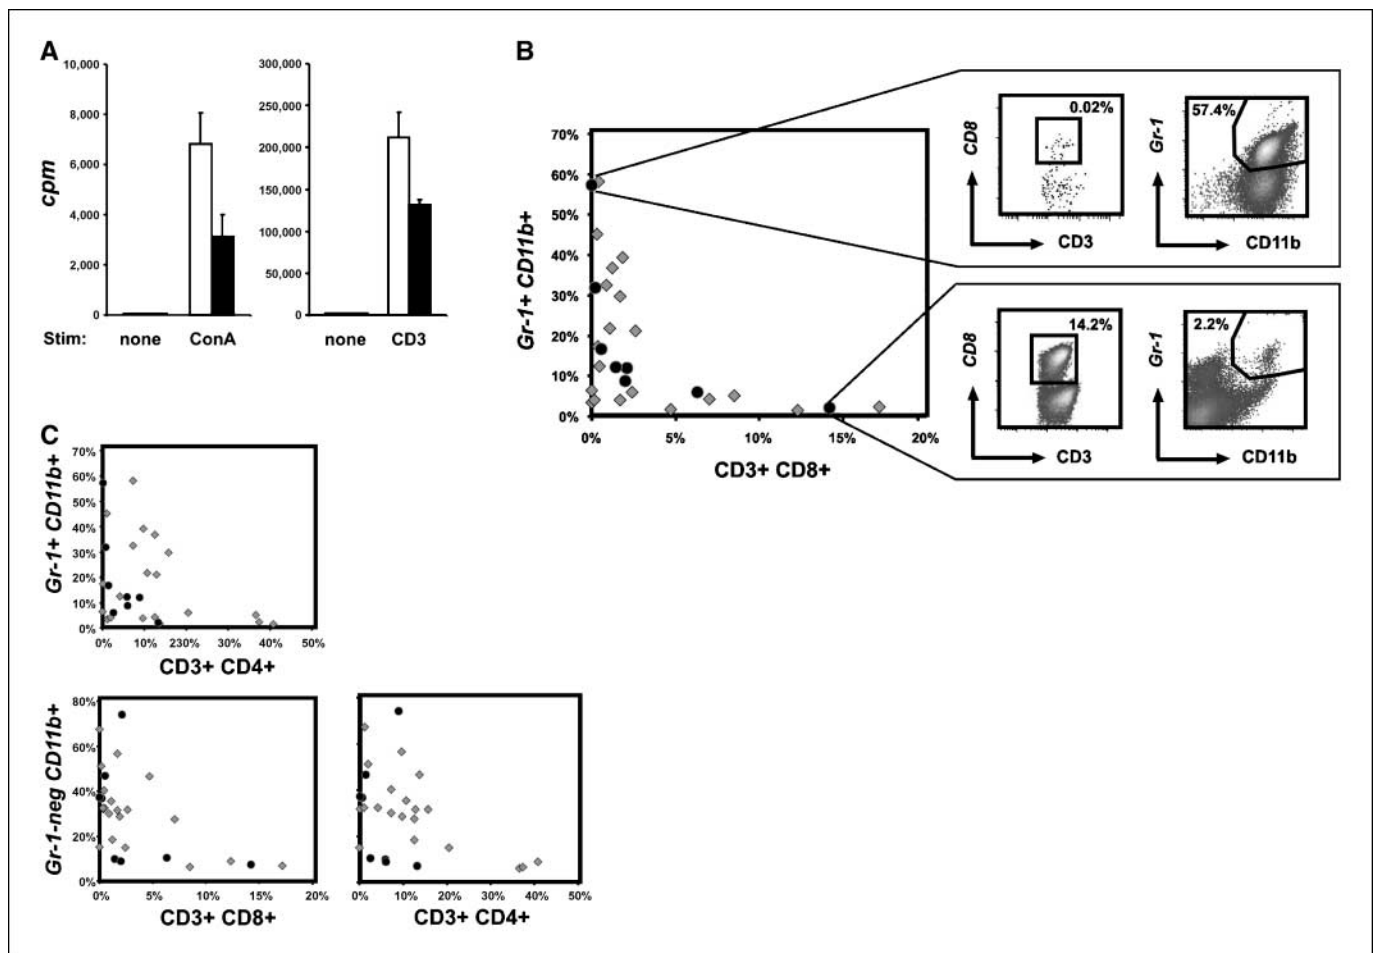 A
10,000
8,000
6,000
4,000
2,000
0
cpm
300,000
250,000
200,000
150,000
100,000
50,000
0
Stim:
none
ConA
none
CD3
B
70%
60%
50%
40%
30%
20%
10%
0%
Gr-1+ CD11b+
0%
5%
10%
15%
20%
CD3+ CD8+
0.02%
CD8
CD3
57.4%
Gr-1
CD11b
14.2%
CD8
CD3
2.2%
Gr-1
CD11b
C
70%
60%
50%
40%
30%
20%
10%
0%
Gr-1+ CD11b+
0%
10%
230%
30%
40%
50%
CD3+ CD4+
80%
60%
40%
20%
0%
Gr-1-neg CD11b+
0%
5%
10%
15%
20%
CD3+ CD8+
0%
10%
20%
30%
40%
50%
CD3+ CD4+